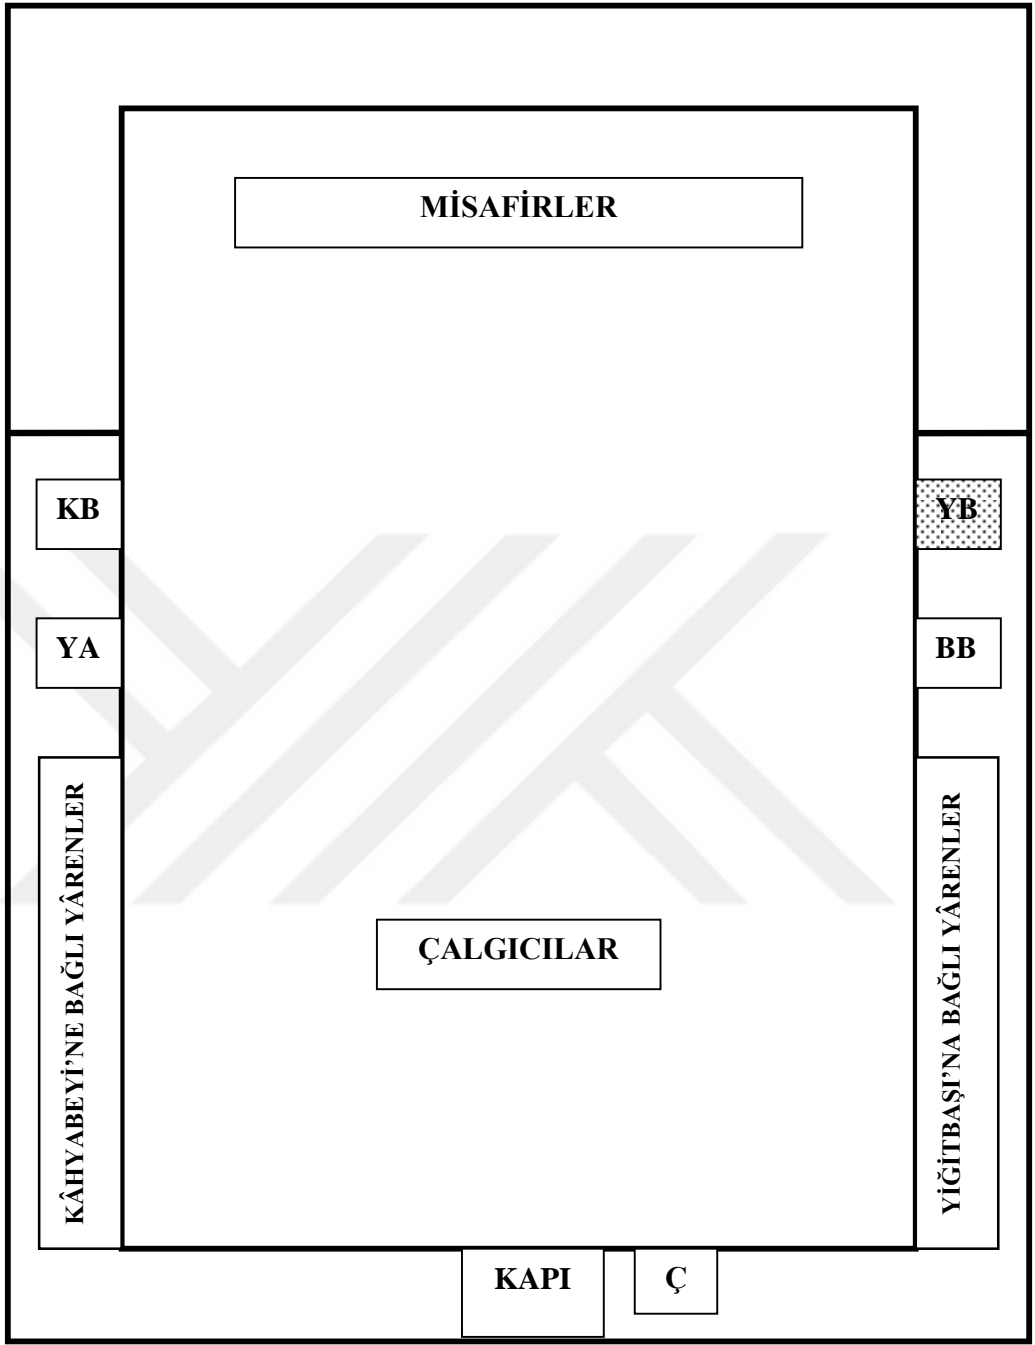 MİSAFİRLER
KB
YB
YA
BB
KÂHYABEYİ’NE BAĞLI YÂRENLER
YİĞİTBAŞI’NA BAĞLI YÂRENLER
ÇALGICILAR
KAPI
Ç